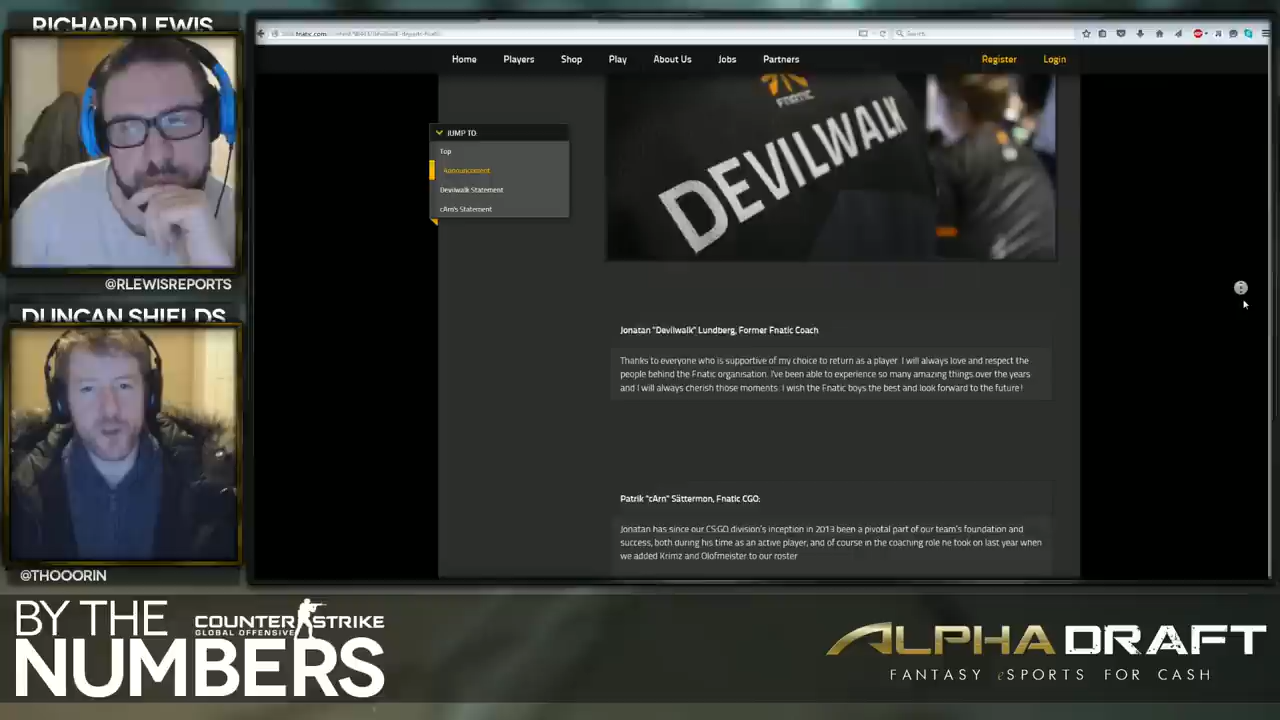 RICHARD LEWIS
@RLEWISREPORTS
DUNCAN SHIELDS
@THOOORIN
Search
Home
Players
Shop
Play
About Us
Jobs
Partners
Register
Login
JUMP TO:
Top
Announcement
Devilwalk Statement
cArn's Statement
FNATIC
DEVILWALK
Jonatan "Devilwalk" Lundberg, Former Fnatic Coach
Thanks to everyone who is supportive of my choice to return as a player. I will always love and respect the
people behind the Fnatic organisation. I've been able to experience so many amazing things over the years
and I will always cherish those moments. I wish the Fnatic boys the best and look forward to the future!
Patrik "cArn" Sättermon, Fnatic CGO:
Jonatan has since our CS:GO division's inception in 2013 been a pivotal part of our team's foundation and
success, both during his time as an active player, and of course in the coaching role he took on last year when
we added Krimz and Olofmeister to our roster
BY THE
NUMBERS
COUNTER STRIKE
GLOBAL OFFENSIVE
ALPHADRAFT
FANTASY eSPORTS FOR CASH